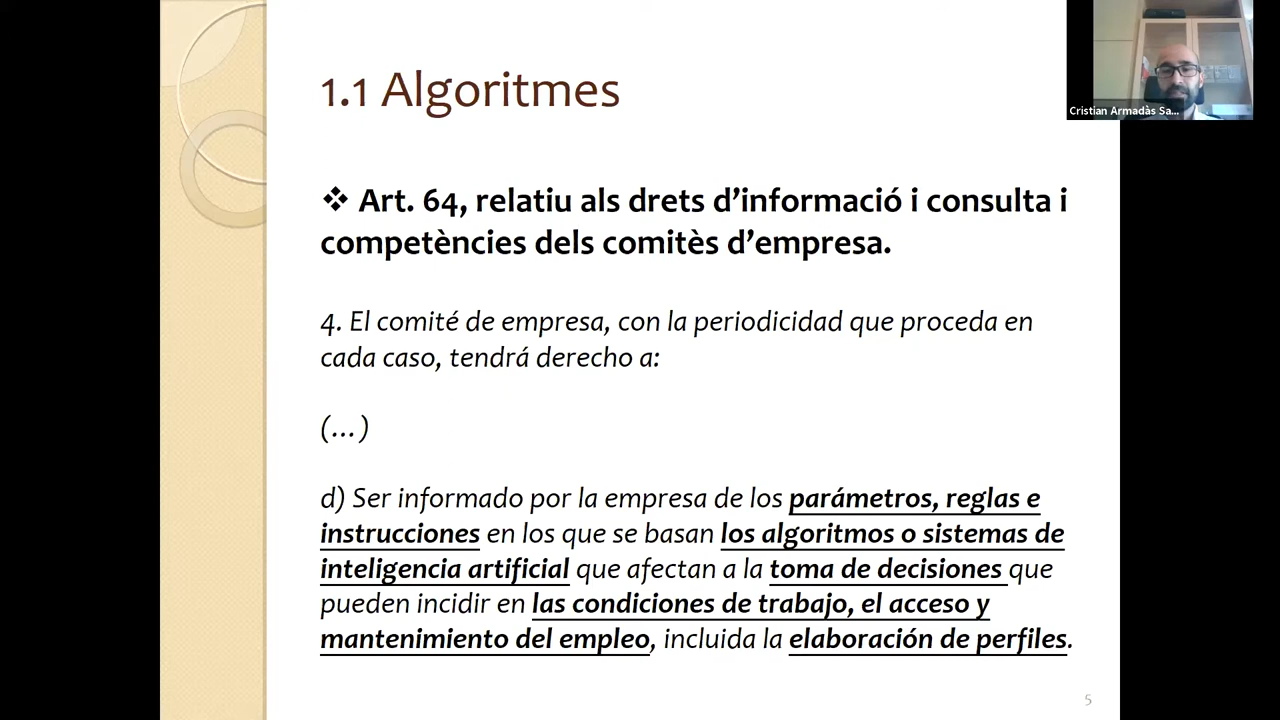 1.1 Algoritmes
Cristian Armadàs Sa...
❖ Art. 64, relatiu als drets d’informació i consulta i
competències dels comitès d’empresa.
4. El comité de empresa, con la periodicidad que proceda en
cada caso, tendrá derecho a:
(...)
d) Ser informado por la empresa de los parámetros, reglas e
instrucciones en los que se basan los algoritmos o sistemas de
inteligencia artificial que afectan a la toma de decisiones que
pueden incidir en las condiciones de trabajo, el acceso y
mantenimiento del empleo, incluida la elaboración de perfiles.
5